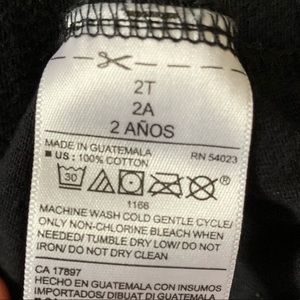 2T
2A
2 AÑOS
MADE IN GUATEMALA RN 54023
US : 100% COTTON
30
1166
MACHINE WASH COLD GENTLE CYCLE/
ONLY NON-CHLORINE BLEACH WHEN
NEEDED/ TUMBLE DRY LOW/ DO NOT
IRON/ DO NOT DRY CLEAN
CA 17897
HECHO EN GUATEMALA CON INSUMOS
IMPORTADOS/ DIBUAT DI GUATEMALA